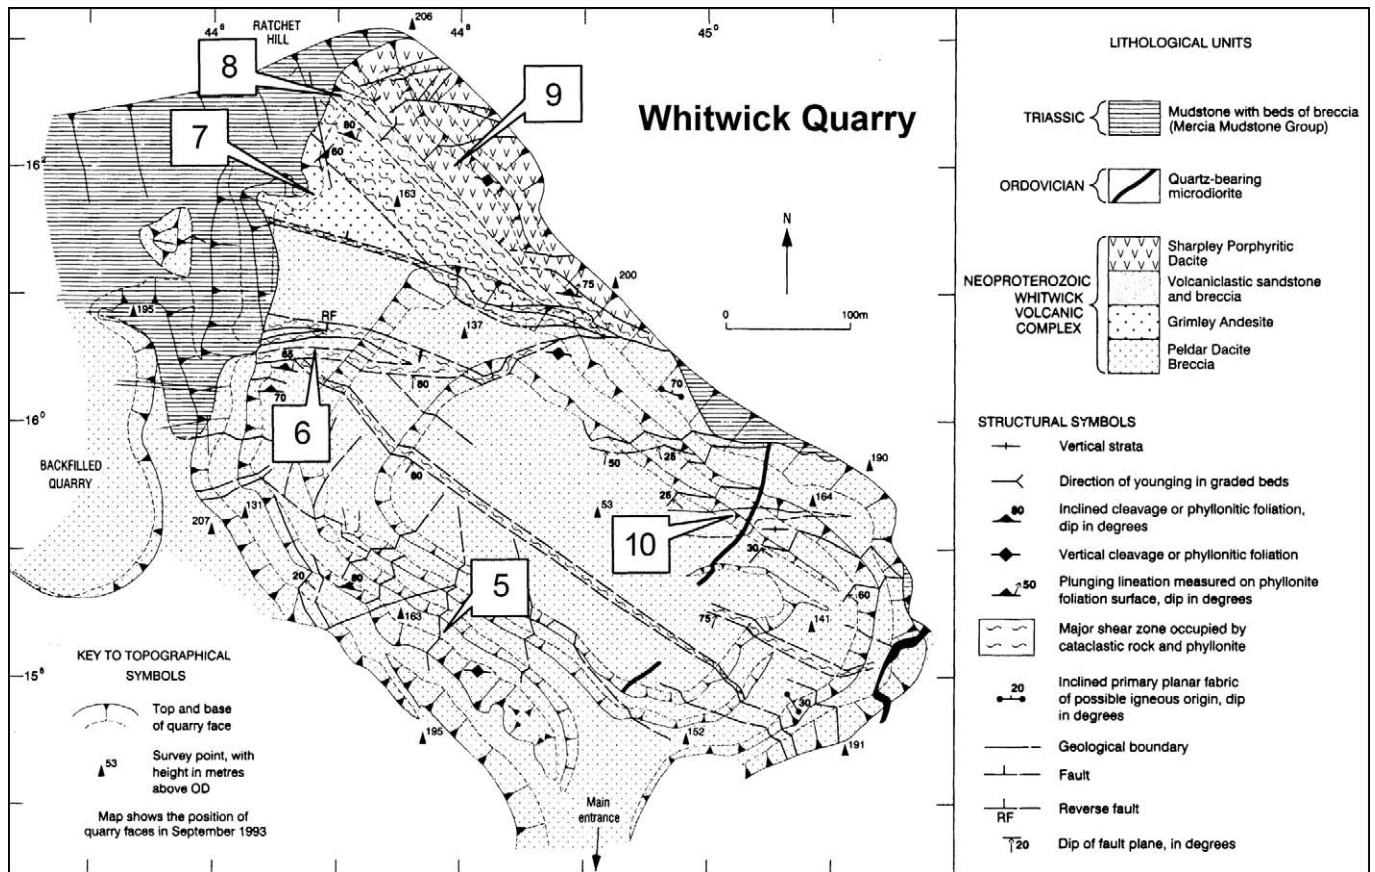 Whitwick Quarry
RATCHET
HILL
206
44⁶
44⁸
45⁰
8
9
7
80
60
16²
163
N
0
100m
75
200
195
RF
137
65
80
70
70
6
16⁰
BACKFILLED
QUARRY
60
50
25
25
190
164
53
131
207
10
30
20
80
5
60
163
75
141
15⁸
30
152
195
191
Main
entrance
KEY TO TOPOGRAPHICAL
SYMBOLS
Top and base
of quarry face
53
Survey point, with
height in metres
above OD
Map shows the position of
quarry faces in September 1993
LITHOLOGICAL UNITS
TRIASSIC
Mudstone with beds of breccia
(Mercia Mudstone Group)
ORDOVICIAN
Quartz-bearing
microdiorite
NEOPROTEROZOIC
WHITWICK
VOLCANIC
COMPLEX
Sharpley Porphyritic
Dacite
Volcaniclastic sandstone
and breccia
Grimley Andesite
Peldar Dacite
Breccia
STRUCTURAL SYMBOLS
Vertical strata
Direction of younging in graded beds
80
Inclined cleavage or phyllonitic foliation,
dip in degrees
Vertical cleavage or phyllonitic foliation
50
Plunging lineation measured on phyllonite
foliation surface, dip in degrees
Major shear zone occupied by
cataclastic rock and phyllonite
20
Inclined primary planar fabric
of possible igneous origin, dip
in degrees
Geological boundary
Fault
RF
Reverse fault
20
Dip of fault plane, in degrees